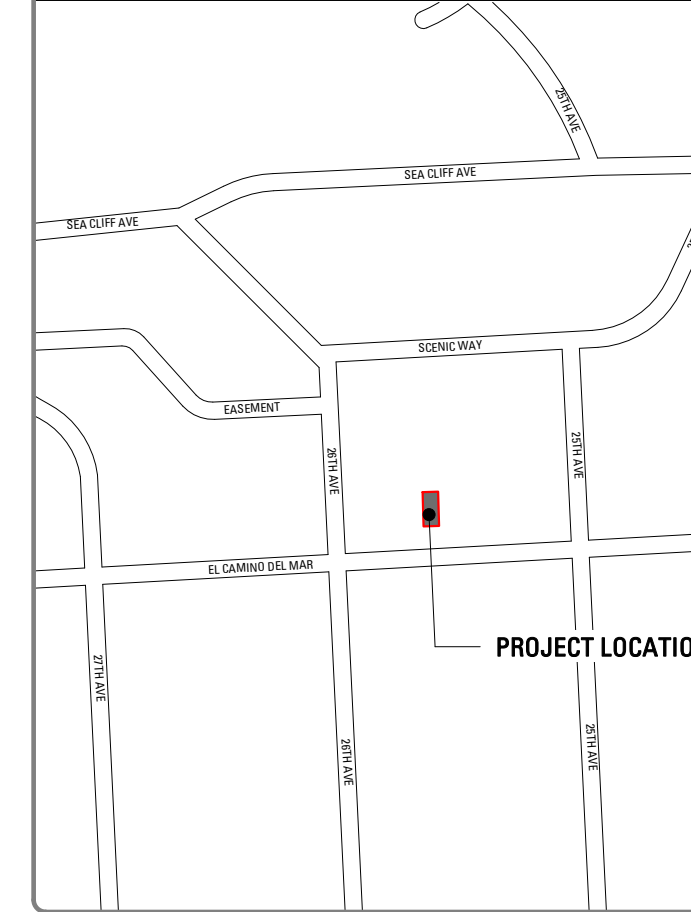 25TH AVE
SEA CLIFF AVE
SEA CLIFF AVE
SCENIC WAY
EASEMENT
25TH AVE
26TH AVE
EL CAMINO DEL MAR
PROJECT LOCATIO
27TH AVE
25TH AVE
26TH AVE